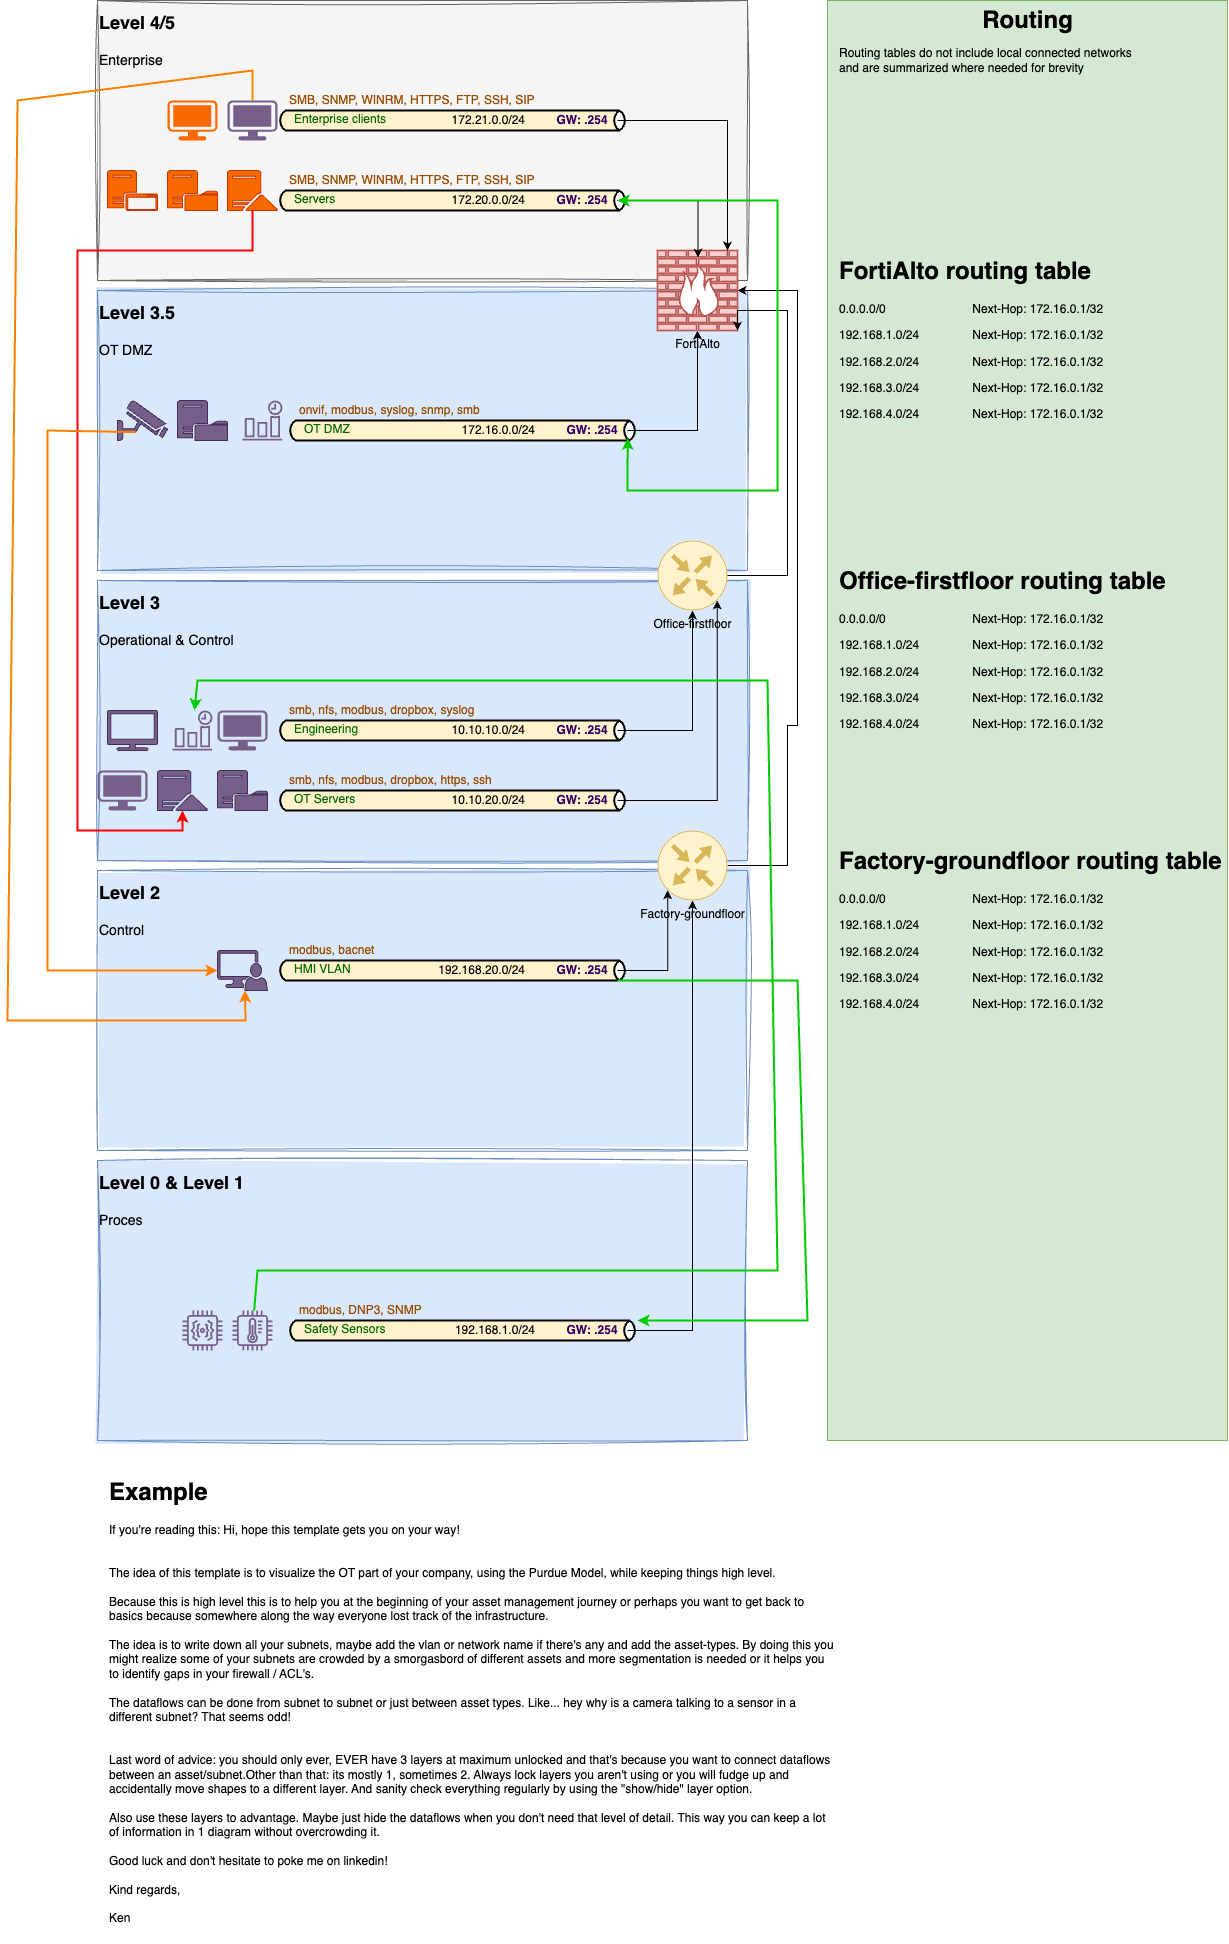 Level 4/5
Enterprise
SMB, SNMP, WINRM, HTTPS, FTP, SSH, SIP
Enterprise clients 172.21.0.0/24 GW: .254
SMB, SNMP, WINRM, HTTPS, FTP, SSH, SIP
Servers 172.20.0.0/24 GW: .254
FortiAlto
Level 3.5
OT DMZ
onvif, modbus, syslog, snmp, smb
OT DMZ 172.16.0.0/24 GW: .254
Office-firstfloor
Level 3
Operational & Control
smb, nfs, modbus, dropbox, syslog
Engineering 10.10.10.0/24 GW: .254
smb, nfs, modbus, dropbox, https, ssh
OT Servers 10.10.20.0/24 GW: .254
Factory-groundfloor
Level 2
Control
modbus, bacnet
HMI VLAN 192.168.20.0/24 GW: .254
Level 0 & Level 1
Proces
modbus, DNP3, SNMP
Safety Sensors 192.168.1.0/24 GW: .254
Routing
Routing tables do not include local connected networks
and are summarized where needed for brevity
FortiAlto routing table
0.0.0.0/0 Next-Hop: 172.16.0.1/32
192.168.1.0/24 Next-Hop: 172.16.0.1/32
192.168.2.0/24 Next-Hop: 172.16.0.1/32
192.168.3.0/24 Next-Hop: 172.16.0.1/32
192.168.4.0/24 Next-Hop: 172.16.0.1/32
Office-firstfloor routing table
0.0.0.0/0 Next-Hop: 172.16.0.1/32
192.168.1.0/24 Next-Hop: 172.16.0.1/32
192.168.2.0/24 Next-Hop: 172.16.0.1/32
192.168.3.0/24 Next-Hop: 172.16.0.1/32
192.168.4.0/24 Next-Hop: 172.16.0.1/32
Factory-groundfloor routing table
0.0.0.0/0 Next-Hop: 172.16.0.1/32
192.168.1.0/24 Next-Hop: 172.16.0.1/32
192.168.2.0/24 Next-Hop: 172.16.0.1/32
192.168.3.0/24 Next-Hop: 172.16.0.1/32
192.168.4.0/24 Next-Hop: 172.16.0.1/32
Example
If you're reading this: Hi, hope this template gets you on your way!
The idea of this template is to visualize the OT part of your company, using the Purdue Model, while keeping things high level.
Because this is high level this is to help you at the beginning of your asset management journey or perhaps you want to get back to
basics because somewhere along the way everyone lost track of the infrastructure.
The idea is to write down all your subnets, maybe add the vlan or network name if there's any and add the asset-types. By doing this you
might realize some of your subnets are crowded by a smorgasbord of different assets and more segmentation is needed or it helps you
to identify gaps in your firewall / ACL's.
The dataflows can be done from subnet to subnet or just between asset types. Like... hey why is a camera talking to a sensor in a
different subnet? That seems odd!
Last word of advice: you should only ever, EVER have 3 layers at maximum unlocked and that's because you want to connect dataflows
between an asset/subnet.Other than that: its mostly 1, sometimes 2. Always lock layers you aren't using or you will fudge up and
accidentally move shapes to a different layer. And sanity check everything regularly by using the "show/hide" layer option.
Also use these layers to advantage. Maybe just hide the dataflows when you don't need that level of detail. This way you can keep a lot
of information in 1 diagram without overcrowding it.
Good luck and don't hesitate to poke me on linkedin!
Kind regards,
Ken